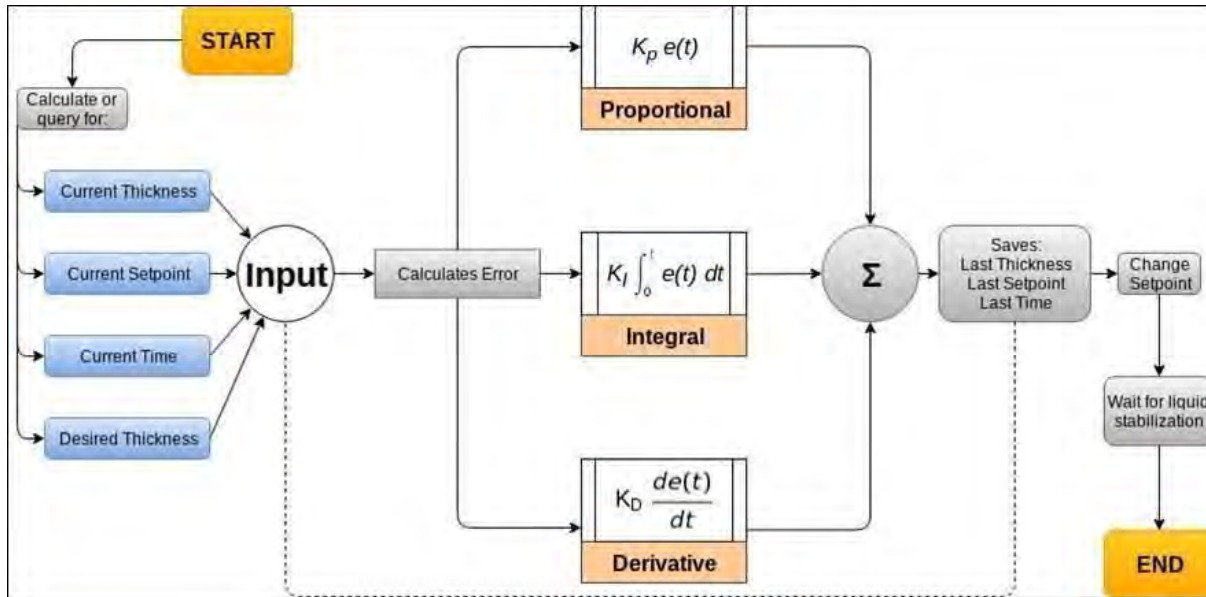 START
Calculate or
query for:
Current Thickness
Current Setpoint
Current Time
Desired Thickness
Input
Calculates Error
K_p e(t)
Proportional
K_I ∫_0^t e(t) dt
Integral
K_D de(t)/dt
Derivative
Σ
Saves:
Last Thickness
Last Setpoint
Last Time
Change
Setpoint
Wait for liquid
stabilization
END